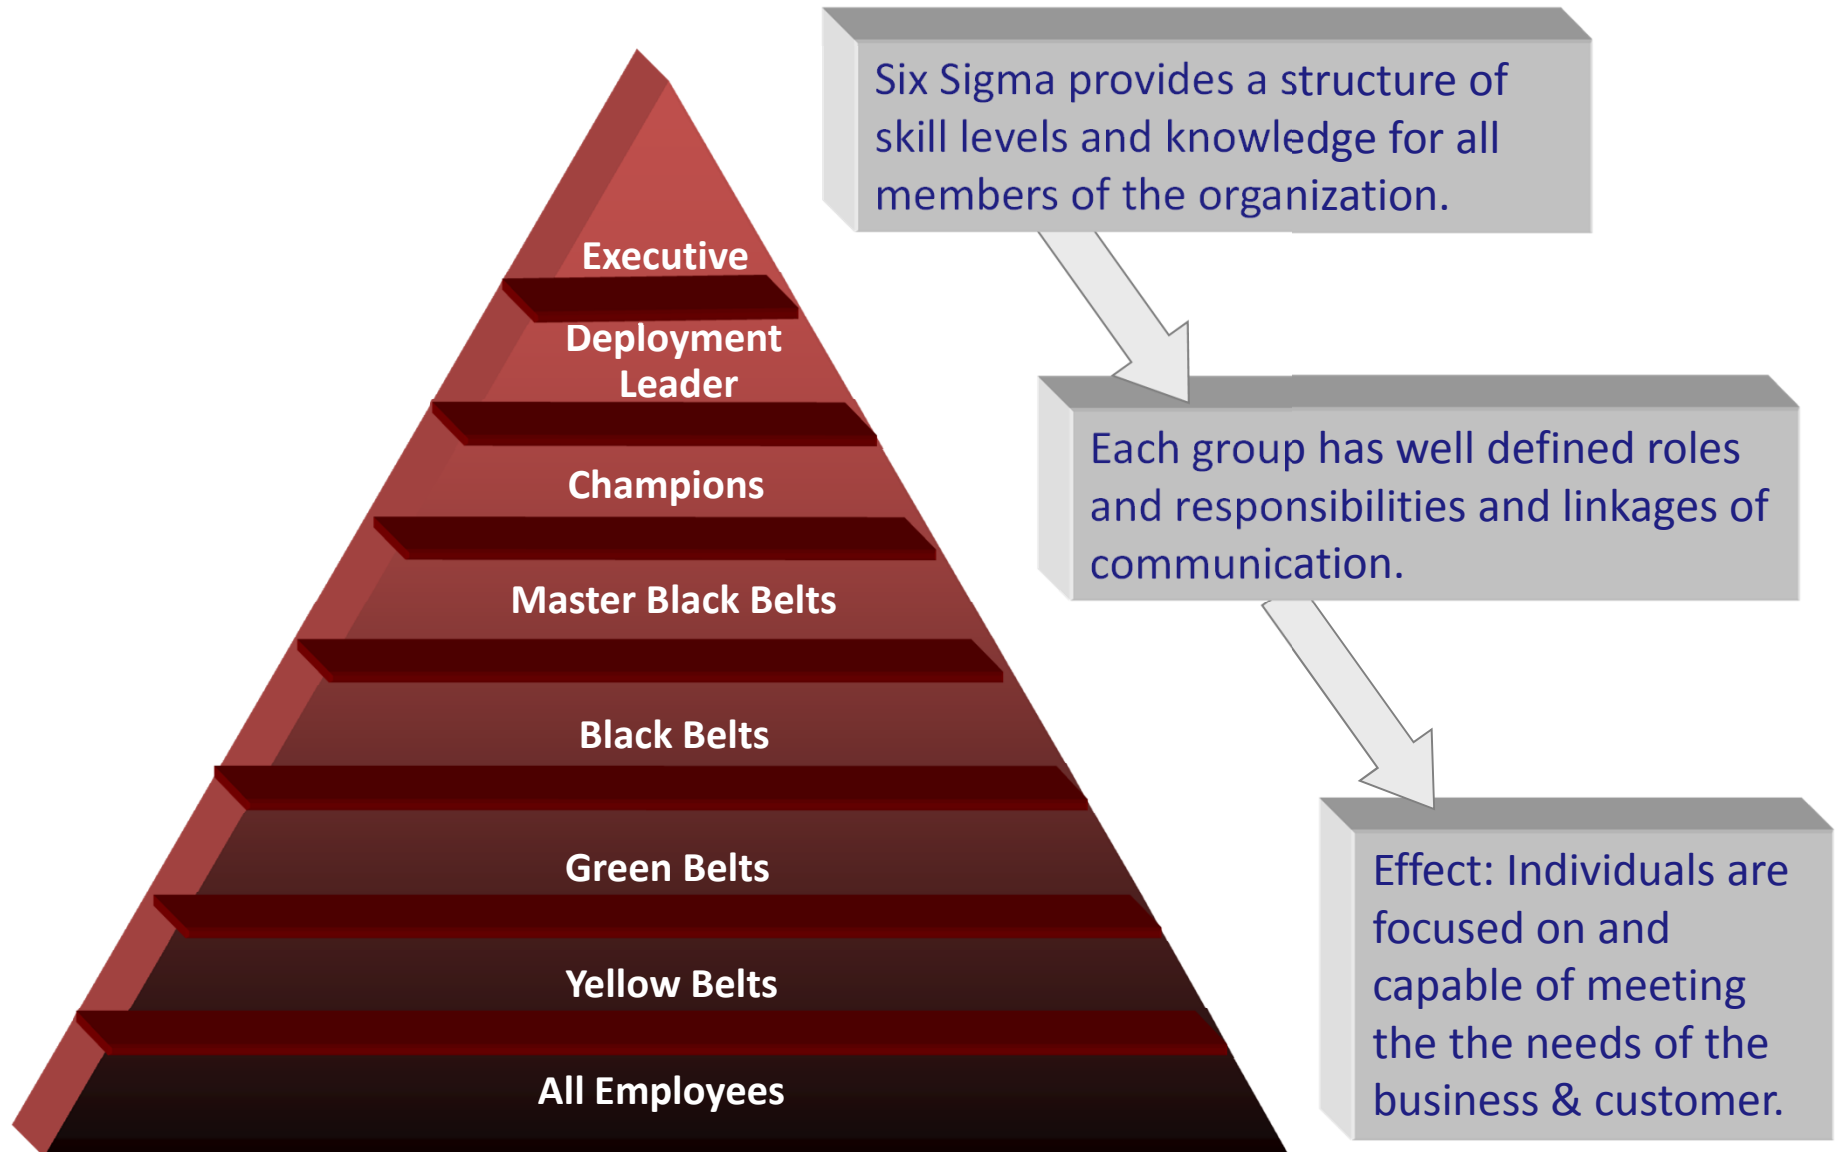 Executive
Deployment
Leader
Champions
Master Black Belts
Black Belts
Green Belts
Yellow Belts
All Employees
Six Sigma provides a structure of
skill levels and knowledge for all
members of the organization.
Each group has well defined roles
and responsibilities and linkages of
communication.
Effect: Individuals are
focused on and
capable of meeting
the the needs of the
business & customer.